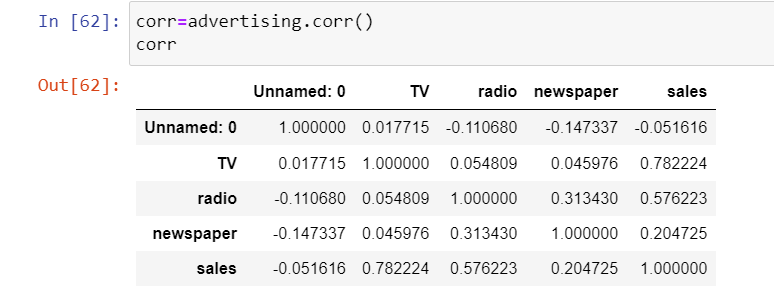 In [62]: corr=advertising.corr()
corr
Out[62]:
Unnamed: 0 TV radio newspaper sales
Unnamed: 0 1.000000 0.017715 -0.110680 -0.147337 -0.051616
TV 0.017715 1.000000 0.054809 0.045976 0.782224
radio -0.110680 0.054809 1.000000 0.313430 0.576223
newspaper -0.147337 0.045976 0.313430 1.000000 0.204725
sales -0.051616 0.782224 0.576223 0.204725 1.000000